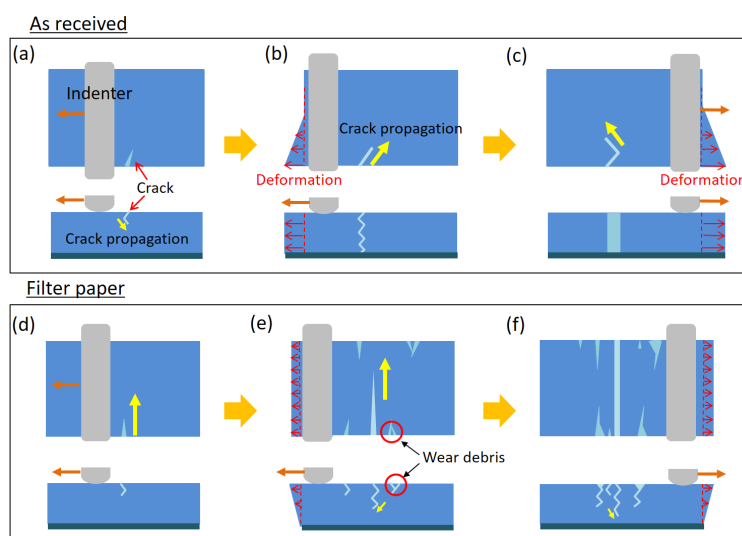 As received
(a)
(b)
(c)
Indenter
Crack propagation
Crack
Deformation
Deformation
Crack propagation
Filter paper
(d)
(e)
(f)
Wear debris